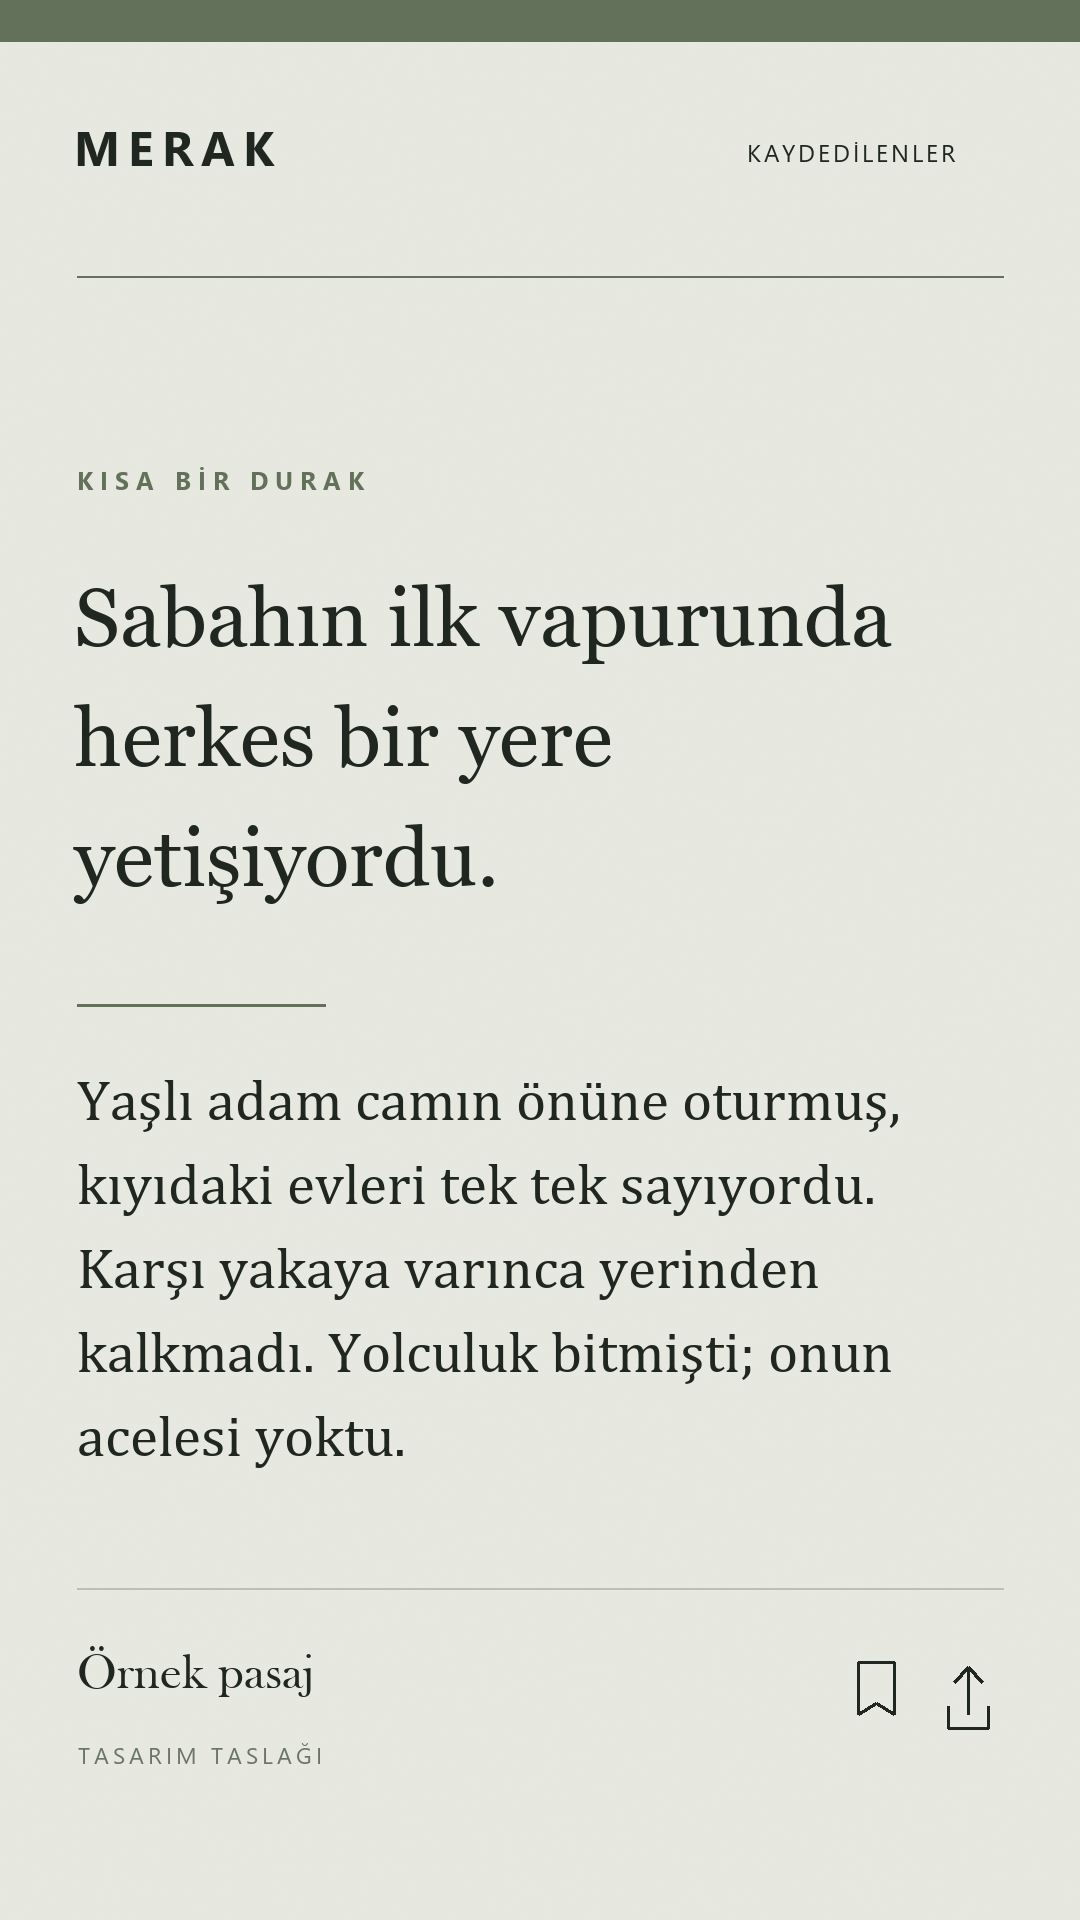 MERAK
KAYDEDİLENLER
KISA BİR DURAK
Sabahın ilk vapurunda
herkes bir yere
yetişiyordu.
Yaşlı adam camın önüne oturmuş,
kıyıdaki evleri tek tek sayıyordu.
Karşı yakaya varınca yerinden
kalkmadı. Yolculuk bitmişti; onun
acelesi yoktu.
Örnek pasaj
TASARIM TASLAĞI